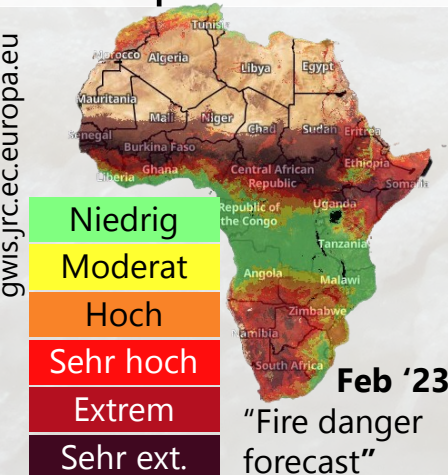 gwis.jrc.ec.europa.eu
Tunisia
Morocco
Algeria
Libya
Egypt
Mauritania
Mali
Niger
Chad
Sudan
Eritrea
Senegal
Burkina Faso
Ghana
Liberia
Central African
Republic
Ethiopia
Somalia
Republic of
the Congo
Uganda
Tanzania
Angola
Malawi
Zimbabwe
Namibia
South Africa
Niedrig
Moderat
Hoch
Sehr hoch
Extrem
Sehr ext.
Feb ‘23
“Fire danger
forecast”